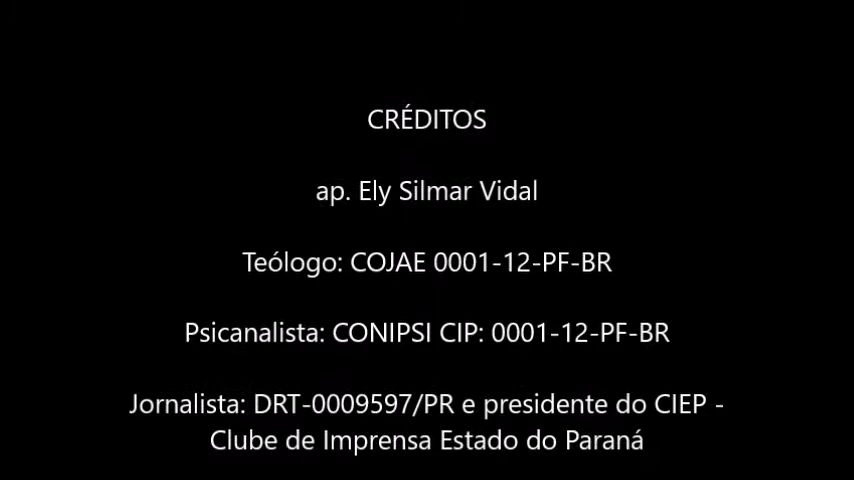 CRÉDITOS
ap. Ely Silmar Vidal
Teólogo: COJAE 0001-12-PF-BR
Psicanalista: CONIPSI CIP: 0001-12-PF-BR
Jornalista: DRT-0009597/PR e presidente do CIEP -
Clube de Imprensa Estado do Paraná